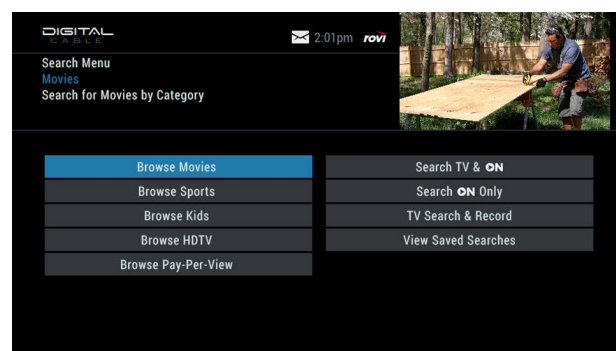 DIGITAL
CABLE
2:01pm rovi
Search Menu
Movies
Search for Movies by Category
Browse Movies
Search TV & ON
Browse Sports
Search ON Only
Browse Kids
TV Search & Record
Browse HDTV
View Saved Searches
Browse Pay-Per-View